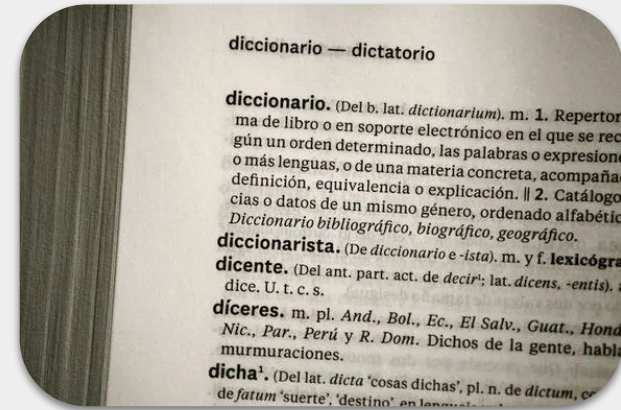 diccionario — dictatorio
diccionario. (Del b. lat. dictionarium). m. 1. Repertor
ma de libro o en soporte electrónico en el que se rec
gún un orden determinado, las palabras o expresione
o más lenguas, o de una materia concreta, acompaña
definición, equivalencia o explicación. || 2. Catálogo
cias o datos de un mismo género, ordenado alfabétic
Diccionario bibliográfico, biográfico, geográfico.
diccionarista. (De diccionario e -ista). m. y f. lexicógra
dicente. (Del ant. part. act. de decir¹; lat. dicens, -entis).
dice. U. t. c. s.
díceres. m. pl. And., Bol., Ec., El Salv., Guat., Hond
Nic., Par., Perú y R. Dom. Dichos de la gente, habla
murmuraciones.
dicha¹. (Del lat. dicta 'cosas dichas', pl. n. de dictum,
de fatum 'suerte', 'destino'